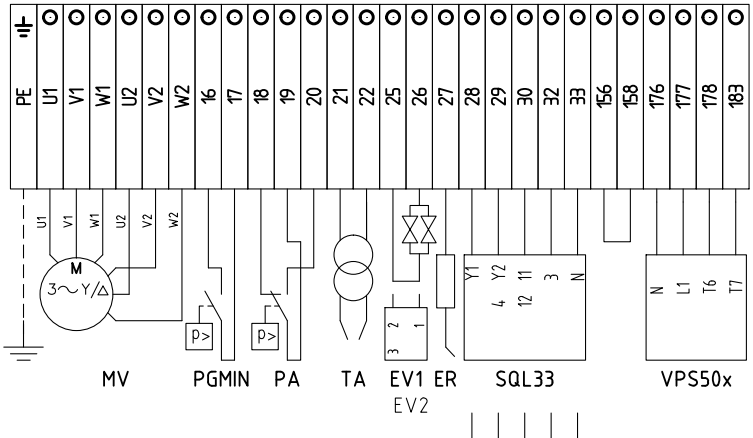 PE U1 V1 W1 U2 V2 W2 16 17 18 19 20 21 22 25 26 27 28 29 30 32 33 156 158 176 177 178 183
U1 V1 W1 U2 V2 W2
M
3~ Y/△
P> P>
3 2 1
Y1 Y2 11 3 N
4 12
N L1 T6 T7
MV PGMIN PA TA EV1 ER SQL33 VPS50x
EV2